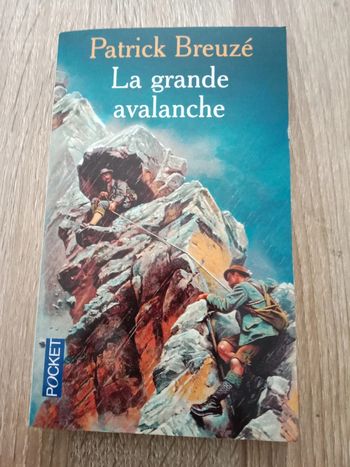 Patrick Breuzé
La grande
avalanche
POCKET